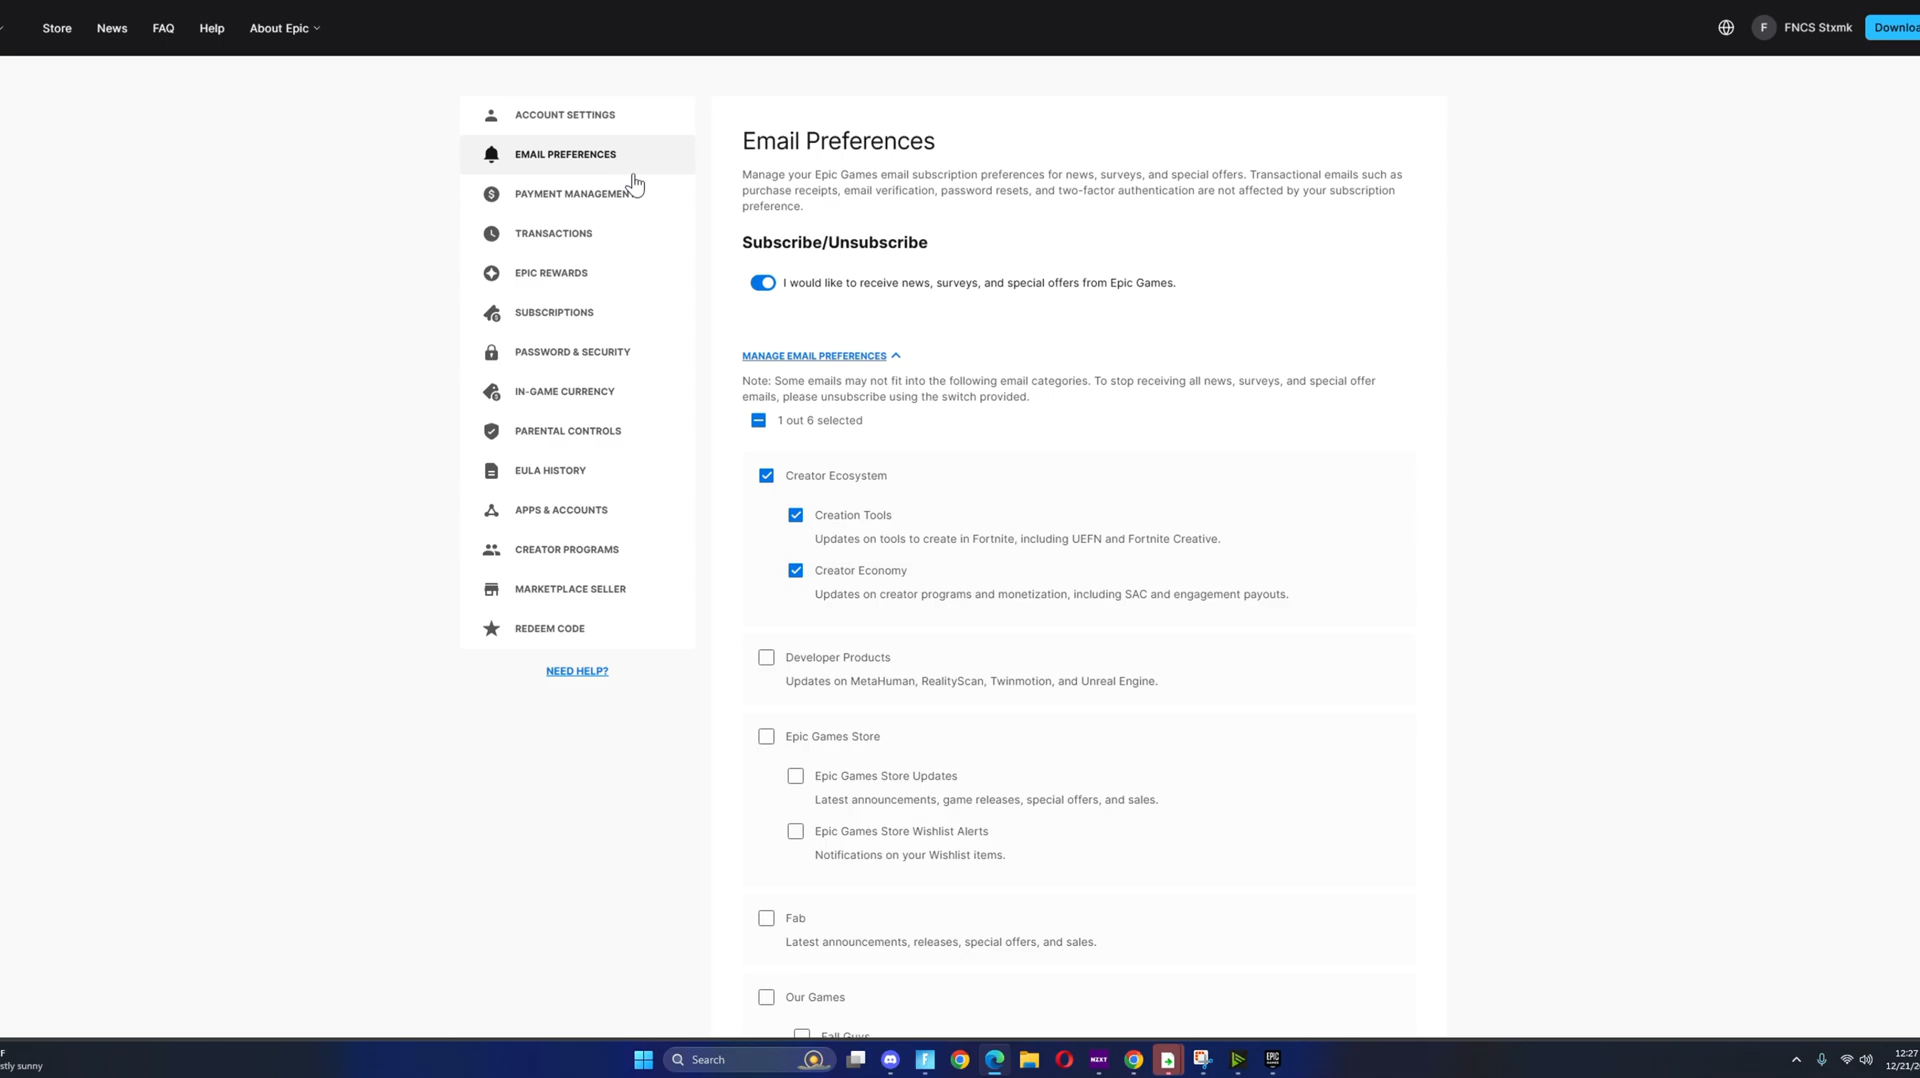 Store News FAQ Help About Epic
F FNCS Stxmk
ACCOUNT SETTINGS
EMAIL PREFERENCES
PAYMENT MANAGEMEN
TRANSACTIONS
EPIC REWARDS
SUBSCRIPTIONS
PASSWORD & SECURITY
IN-GAME CURRENCY
PARENTAL CONTROLS
EULA HISTORY
APPS & ACCOUNTS
CREATOR PROGRAMS
MARKETPLACE SELLER
REDEEM CODE
NEED HELP?
Email Preferences
Manage your Epic Games email subscription preferences for news, surveys, and special offers. Transactional emails such as
purchase receipts, email verification, password resets, and two-factor authentication are not affected by your subscription
preference.
Subscribe/Unsubscribe
I would like to receive news, surveys, and special offers from Epic Games.
MANAGE EMAIL PREFERENCES
Note: Some emails may not fit into the following email categories. To stop receiving all news, surveys, and special offer
emails, please unsubscribe using the switch provided.
1 out 6 selected
Creator Ecosystem
Creation Tools
Updates on tools to create in Fortnite, including UEFN and Fortnite Creative.
Creator Economy
Updates on creator programs and monetization, including SAC and engagement payouts.
Developer Products
Updates on MetaHuman, RealityScan, Twinmotion, and Unreal Engine.
Epic Games Store
Epic Games Store Updates
Latest announcements, game releases, special offers, and sales.
Epic Games Store Wishlist Alerts
Notifications on your Wishlist items.
Fab
Latest announcements, releases, special offers, and sales.
Our Games
Fall Guys
Search
NZXT
EPIC
12:27
sunny